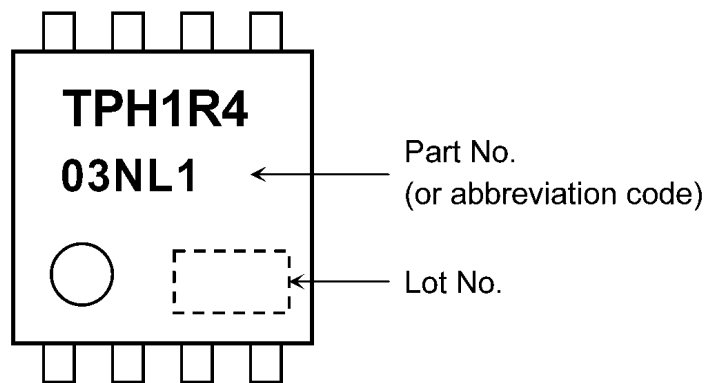 TPH1R4
03NL1
Part No.
(or abbreviation code)
Lot No.